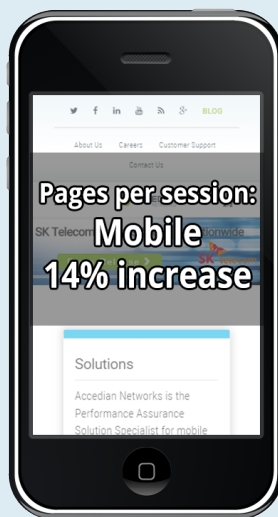 BLOG
About Us Careers Customer Support
Contact Us
Pages per session:
SK Telecom
Mobile
14% increase
Solutions
Accedian Networks is the
Performance Assurance
Solution Specialist for mobile